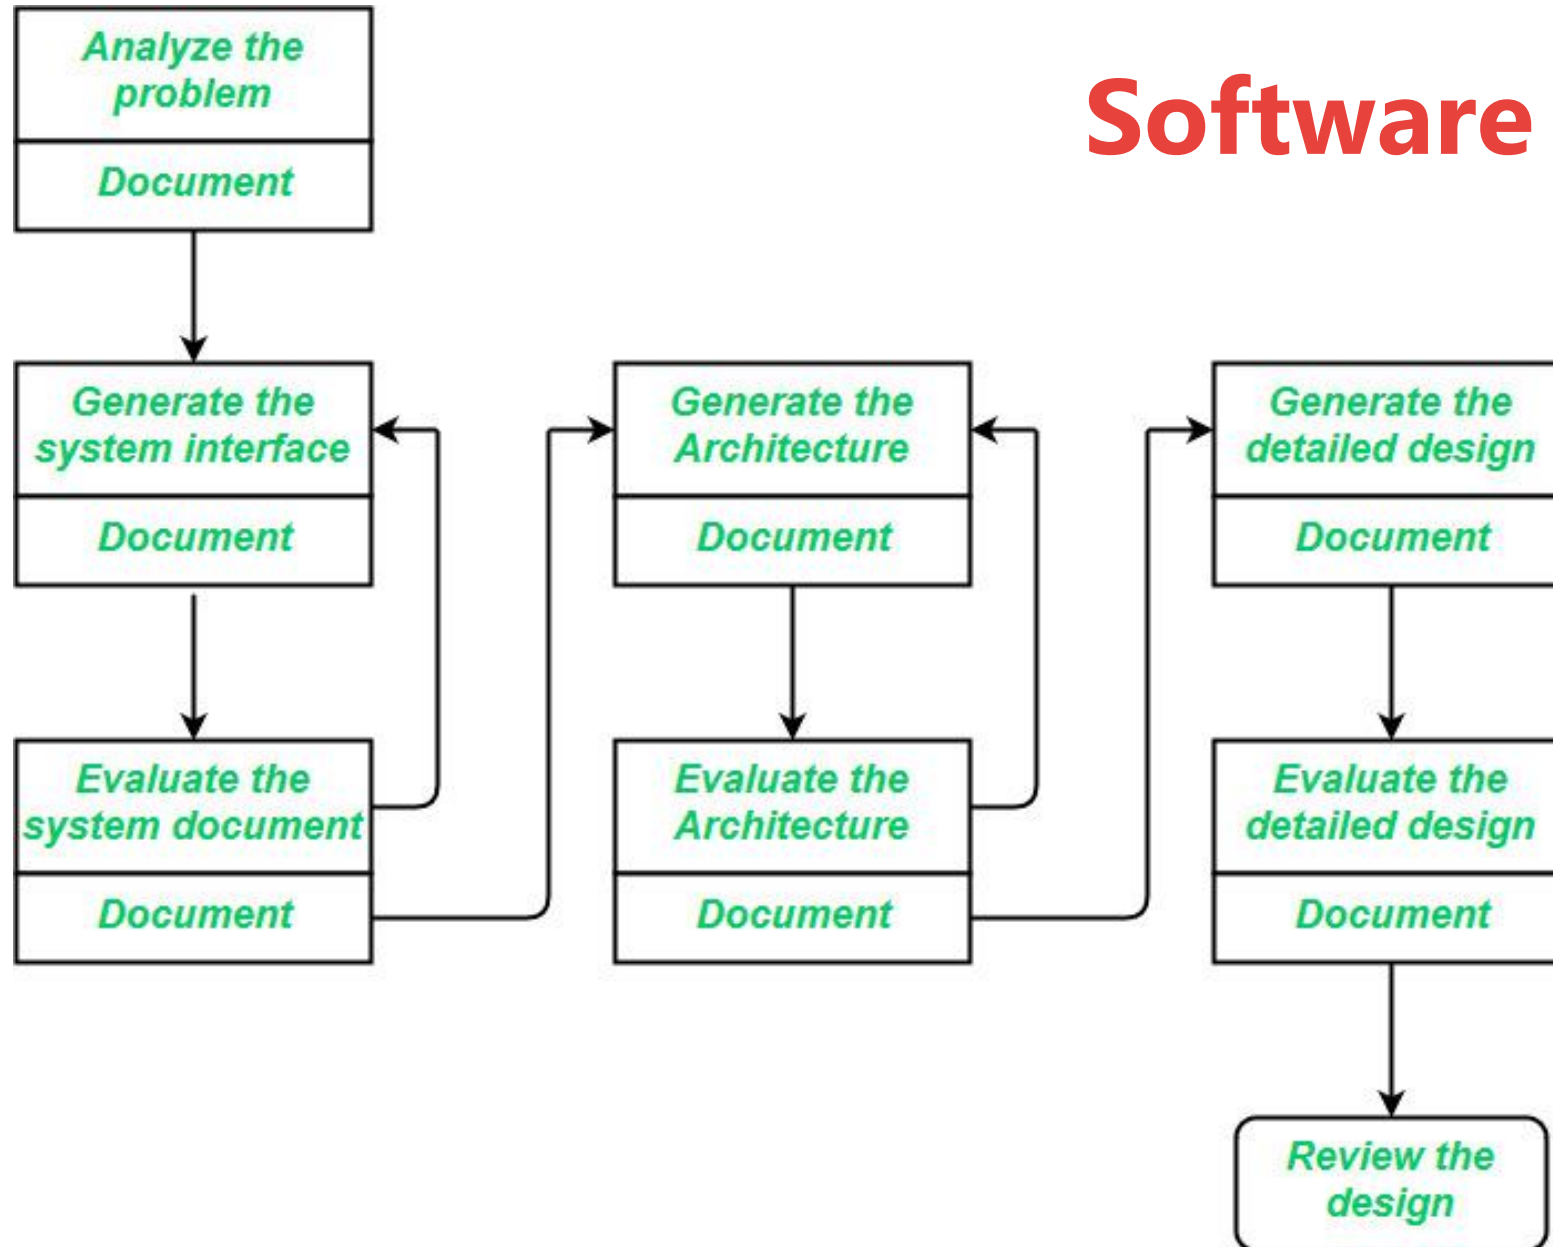 Analyze the
problem
Document
Software
Generate the
system interface
Document
Generate the
Architecture
Document
Generate the
detailed design
Document
Evaluate the
system document
Document
Evaluate the
Architecture
Document
Evaluate the
detailed design
Document
Review the
design